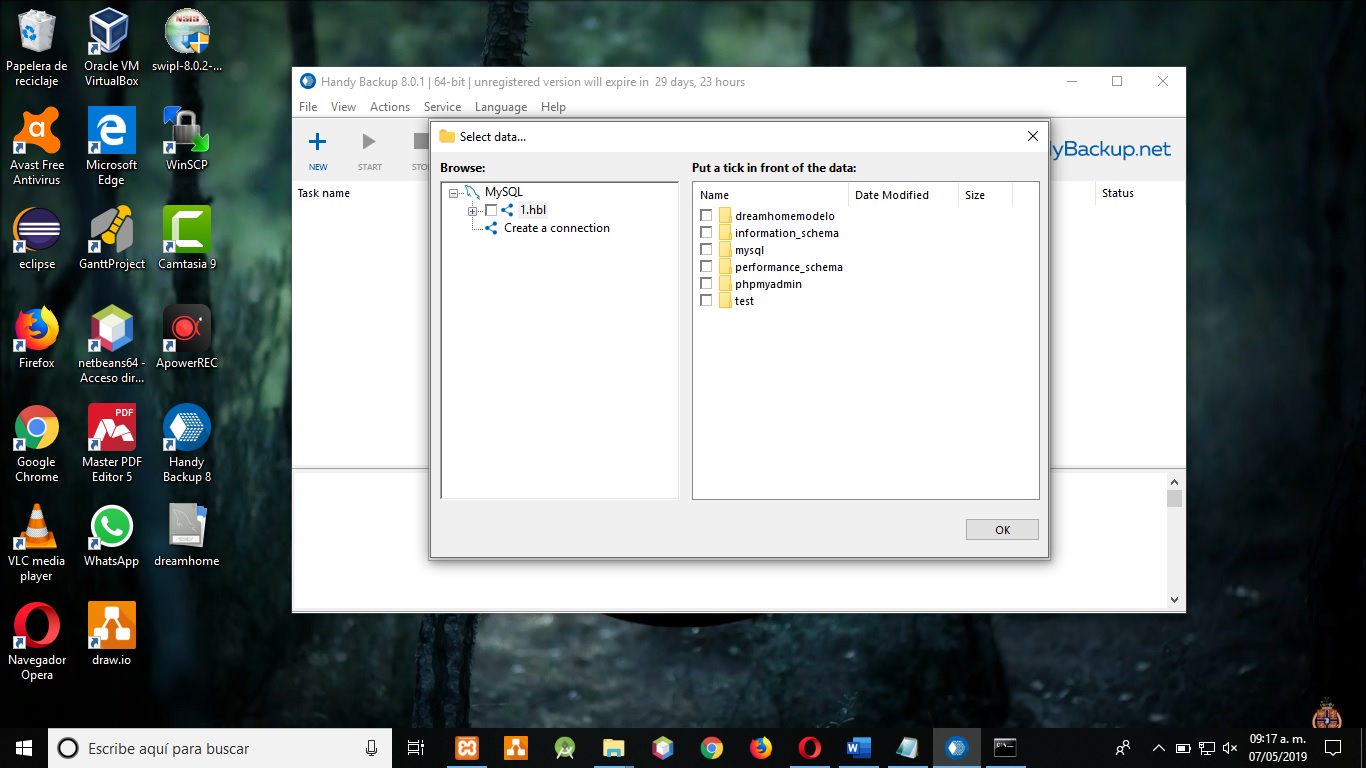 Papelera de
reciclaje
Oracle VM
VirtualBox
NSIS
swipl-8.0.2-...
Avast Free
Antivirus
Microsoft
Edge
WinSCP
eclipse
GanttProject
Camtasia 9
Firefox
netbeans64 -
Acceso dir...
ApowerREC
Google
Chrome
PDF
Master PDF
Editor 5
Handy
Backup 8
VLC media
player
WhatsApp
dreamhome
Navegador
Opera
draw.io
Handy Backup 8.0.1 | 64-bit | unregistered version will expire in 29 days, 23 hours
File View Actions Service Language Help
NEW
START
STO
yBackup.net
Task name
Status
Select data...
Browse:
Put a tick in front of the data:
MySQL
1.hbl
Create a connection
Name Date Modified Size
dreamhomemodelo
information_schema
mysql
performance_schema
phpmyadmin
test
OK
Escribe aquí para buscar
09:17 a. m.
07/05/2019